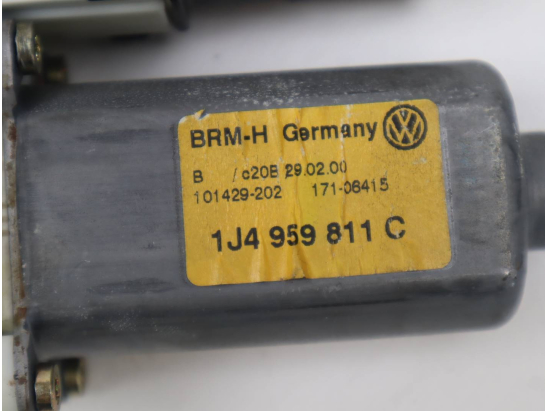 BRM-H Germany
B / c20B 29.02.00
101429-202 171-06415
1J4 959 811 C